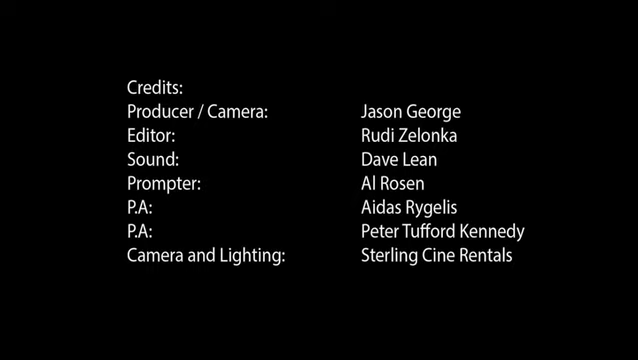 Credits:
Producer / Camera: Jason George
Editor: Rudi Zelonka
Sound: Dave Lean
Prompter: Al Rosen
P.A: Aidas Rygelis
P.A: Peter Tufford Kennedy
Camera and Lighting: Sterling Cine Rentals